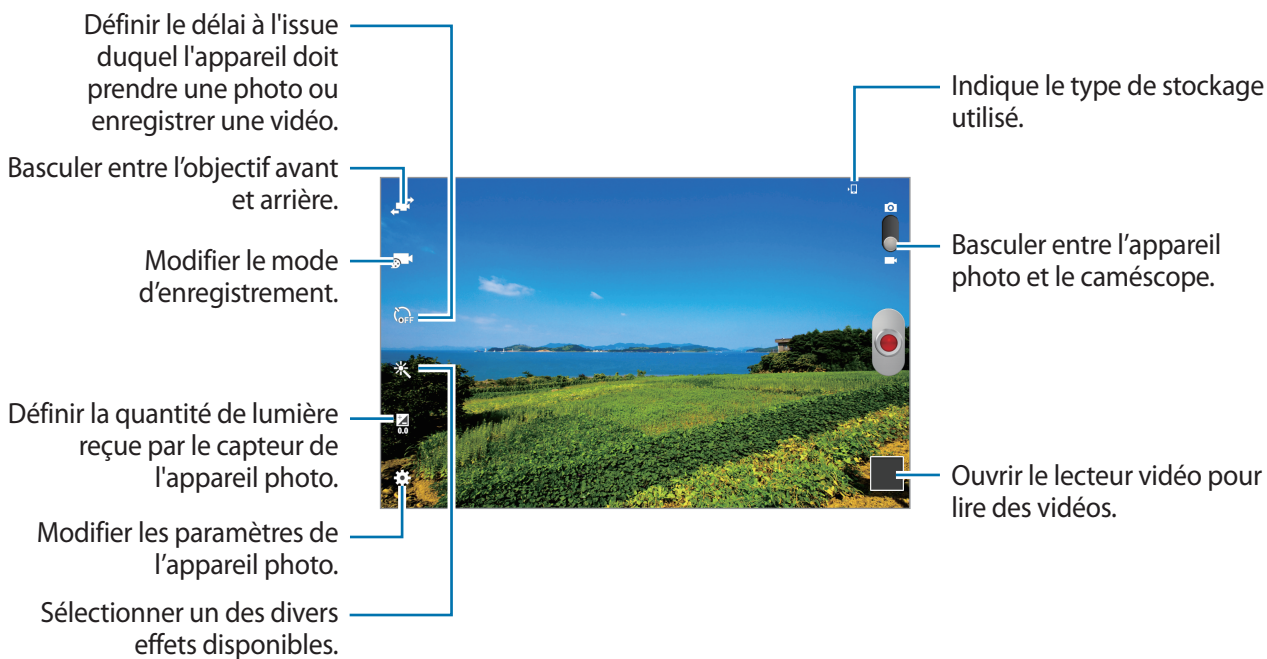 Définir le délai à l'issue
duquel l'appareil doit
prendre une photo ou
enregistrer une vidéo.
Basculer entre l’objectif avant
et arrière.
Modifier le mode
d’enregistrement.
Définir la quantité de lumière
reçue par le capteur de
l'appareil photo.
Modifier les paramètres de
l’appareil photo.
Sélectionner un des divers
effets disponibles.
OFF
0.0
Indique le type de stockage
utilisé.
Basculer entre l’appareil
photo et le caméscope.
Ouvrir le lecteur vidéo pour
lire des vidéos.